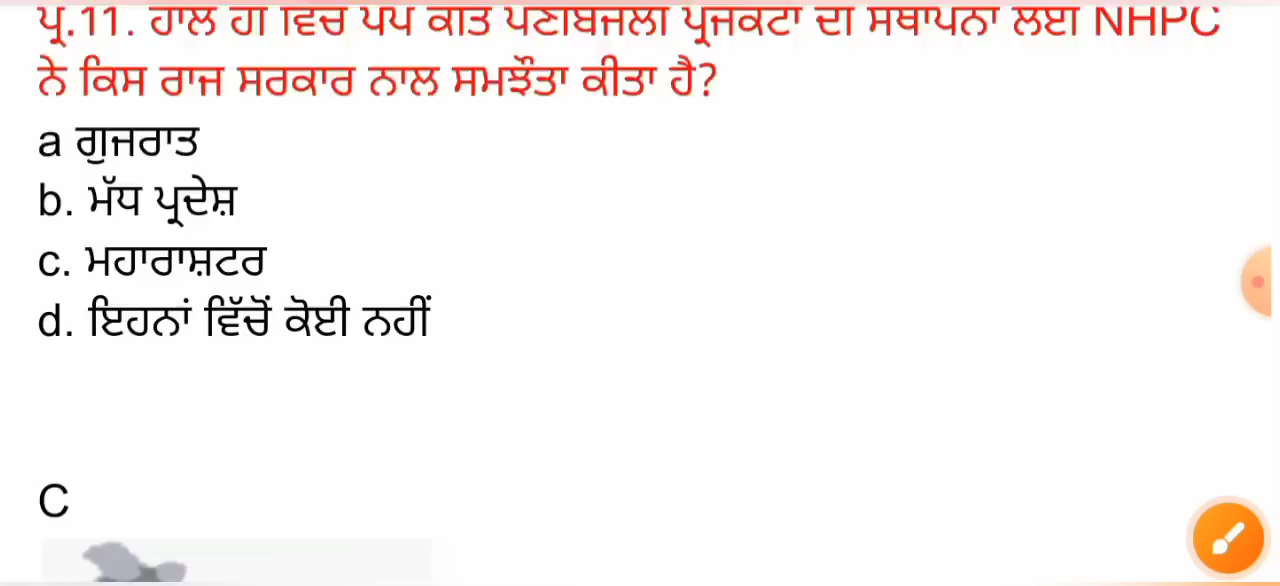 ਪ੍ਰ.11. ਹਾਲ ਹੀ ਵਿੱਚ ਪੰਪ ਕੀਤੇ ਪਣਬਿਜਲੀ ਪ੍ਰੋਜੈਕਟਾਂ ਦੀ ਸਥਾਪਨਾ ਲਈ NHPC
ਨੇ ਕਿਸ ਰਾਜ ਸਰਕਾਰ ਨਾਲ ਸਮਝੌਤਾ ਕੀਤਾ ਹੈ?
a ਗੁਜਰਾਤ
b. ਮੱਧ ਪ੍ਰਦੇਸ਼
c. ਮਹਾਰਾਸ਼ਟਰ
d. ਇਹਨਾਂ ਵਿੱਚੋਂ ਕੋਈ ਨਹੀਂ
C